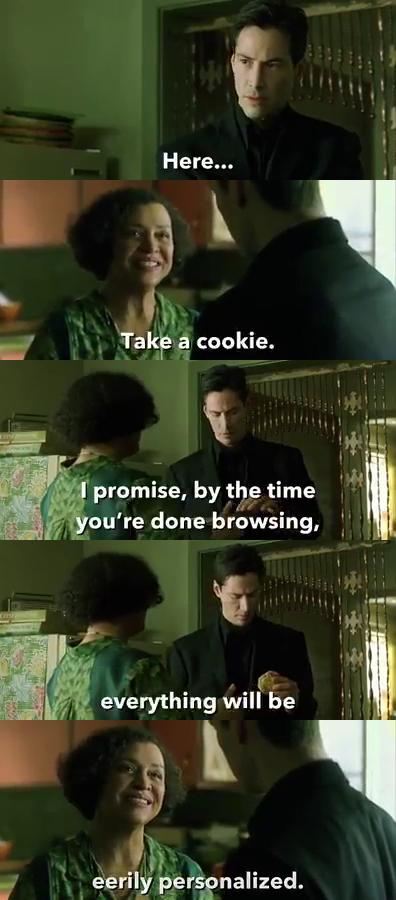 Here...
Take a cookie.
I promise, by the time
you're done browsing,
everything will be
eerily personalized.